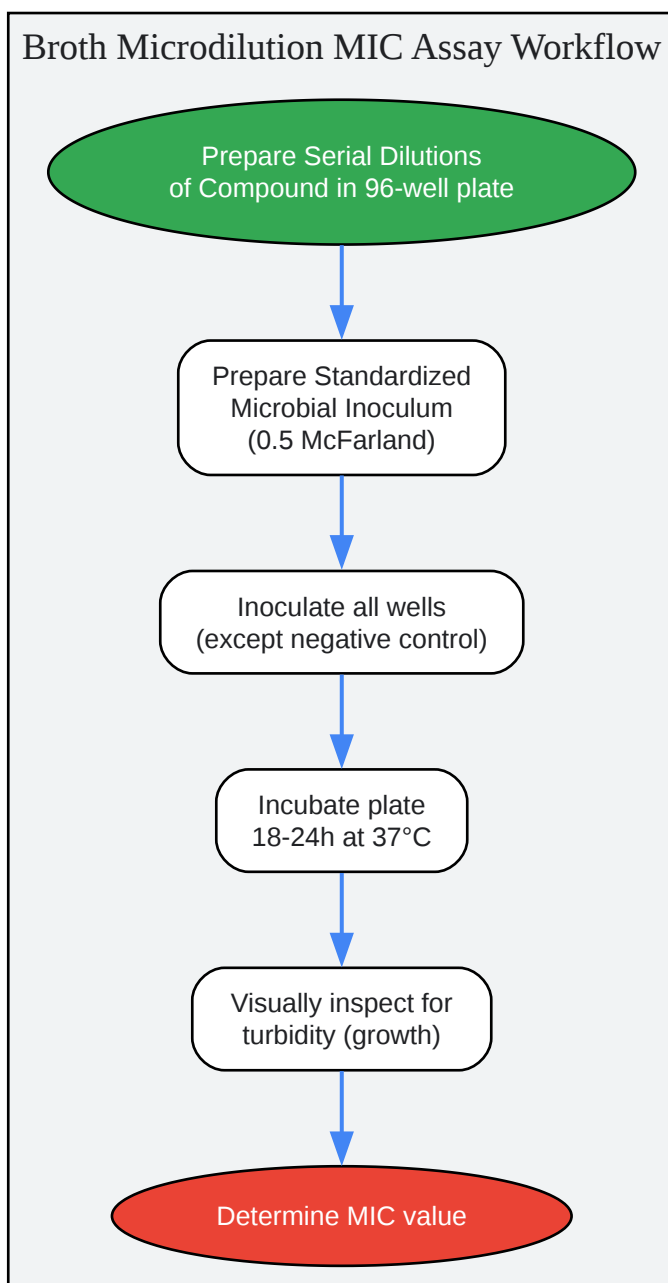 Broth Microdilution MIC Assay Workflow
Prepare Serial Dilutions
of Compound in 96-well plate
Prepare Standardized
Microbial Inoculum
(0.5 McFarland)
Inoculate all wells
(except negative control)
Incubate plate
18-24h at 37°C
Visually inspect for
turbidity (growth)
Determine MIC value